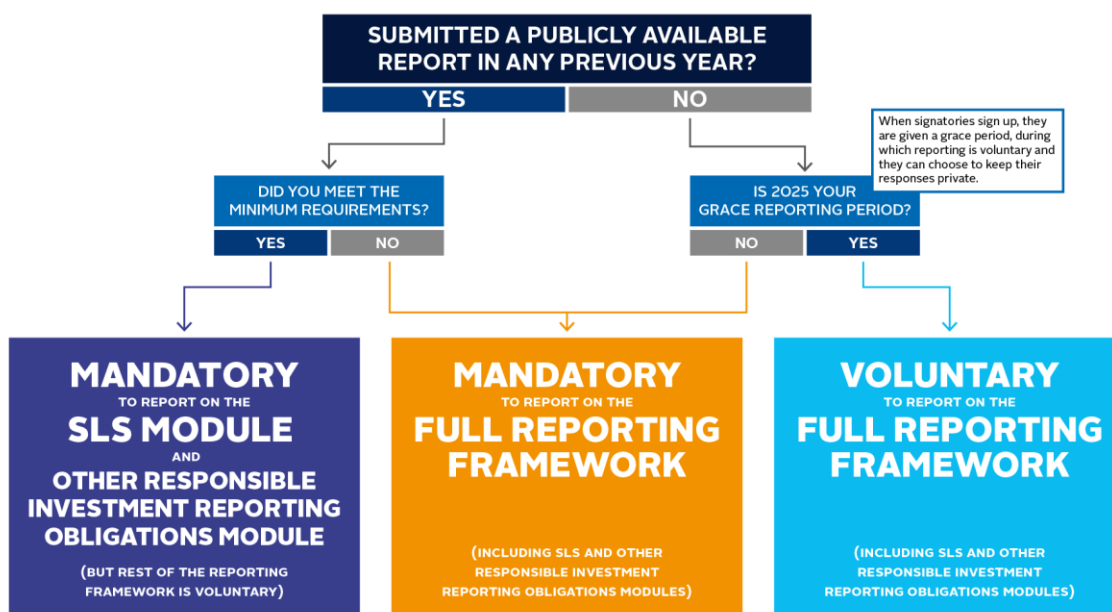 SUBMITTED A PUBLICLY AVAILABLE
REPORT IN ANY PREVIOUS YEAR?
YES
NO
When signatories sign up, they
are given a grace period, during
which reporting is voluntary and
they can choose to keep their
responses private.
DID YOU MEET THE
MINIMUM REQUIREMENTS?
YES
NO
IS 2025 YOUR
GRACE REPORTING PERIOD?
NO
YES
MANDATORY
TO REPORT ON THE
SLS MODULE
AND
OTHER RESPONSIBLE
INVESTMENT REPORTING
OBLIGATIONS MODULE
(BUT REST OF THE REPORTING
FRAMEWORK IS VOLUNTARY)
MANDATORY
TO REPORT ON THE
FULL REPORTING
FRAMEWORK
(INCLUDING SLS AND OTHER
RESPONSIBLE INVESTMENT
REPORTING OBLIGATIONS MODULES)
VOLUNTARY
TO REPORT ON THE
FULL REPORTING
FRAMEWORK
(INCLUDING SLS AND OTHER
RESPONSIBLE INVESTMENT
REPORTING OBLIGATIONS MODULES)